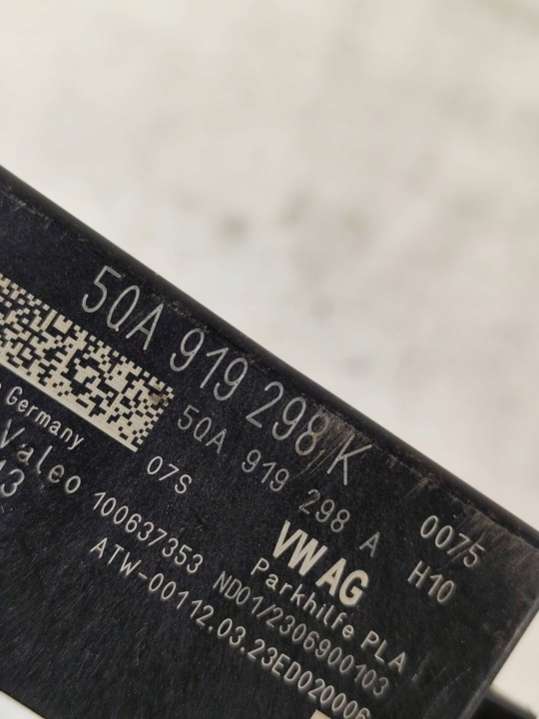 5QA 919 298 K
5QA 919 298 A
0075
H10
07S
Germany
Valeo
VW AG
Parkhilfe PLA
100637353
ND01/2306900103
ATW-00112.03.23ED020006